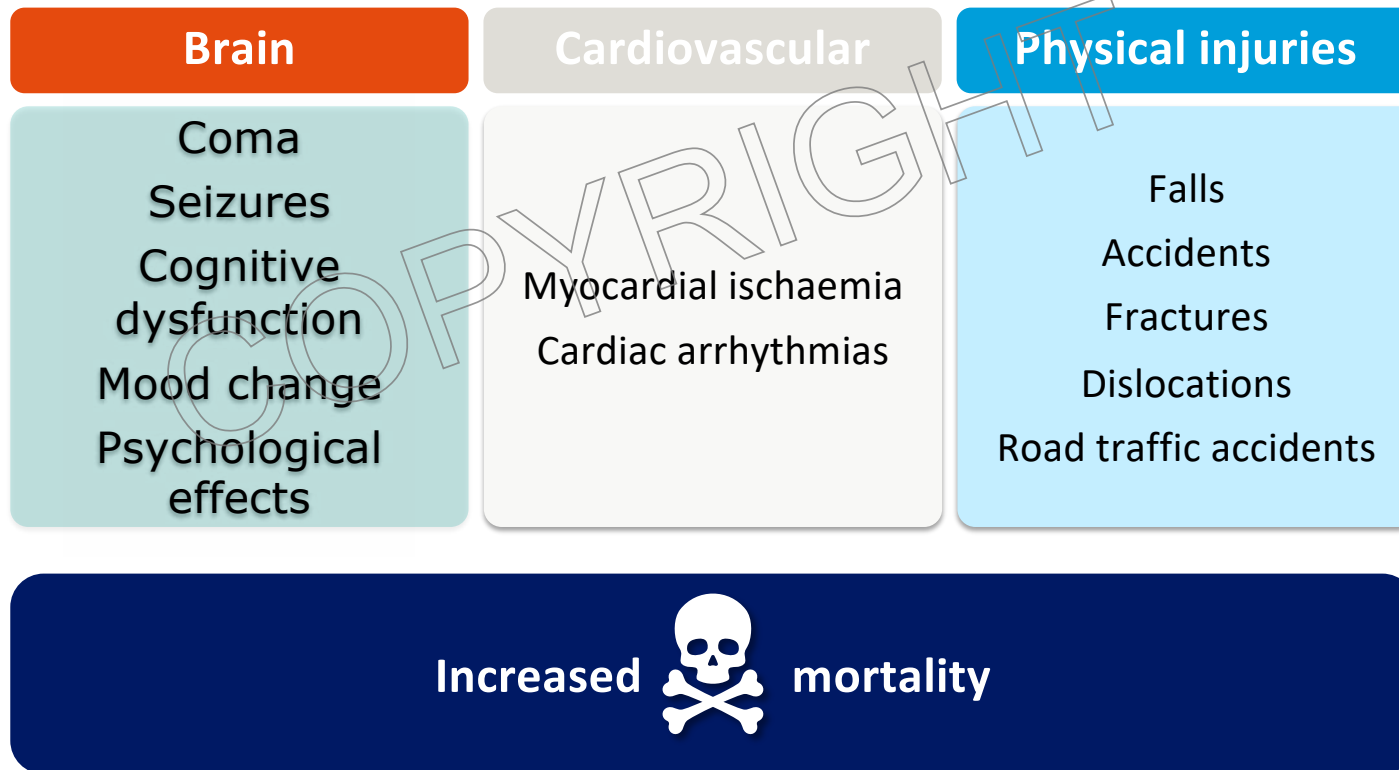 Brain
Coma
Seizures
Cognitive
dysfunction
Mood change
Psychological
effects
Cardiovascular
Myocardial ischaemia
Cardiac arrhythmias
Physical injuries
Falls
Accidents
Fractures
Dislocations
Road traffic accidents
Increased mortality
COPYRIGHT